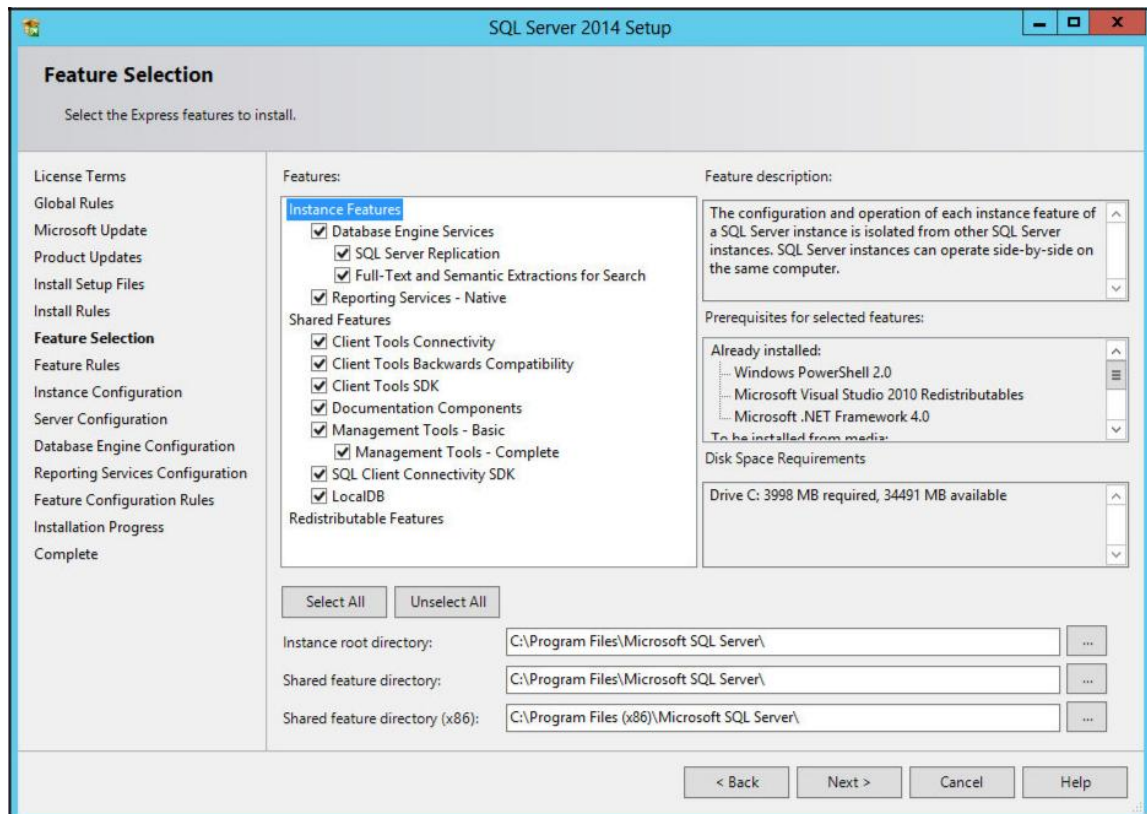 SQL Server 2014 Setup
Feature Selection
Select the Express features to install.
License Terms
Global Rules
Microsoft Update
Product Updates
Install Setup Files
Install Rules
Feature Selection
Feature Rules
Instance Configuration
Server Configuration
Database Engine Configuration
Reporting Services Configuration
Feature Configuration Rules
Installation Progress
Complete
Features:
Instance Features
Database Engine Services
SQL Server Replication
Full-Text and Semantic Extractions for Search
Reporting Services - Native
Shared Features
Client Tools Connectivity
Client Tools Backwards Compatibility
Client Tools SDK
Documentation Components
Management Tools - Basic
Management Tools - Complete
SQL Client Connectivity SDK
LocalDB
Redistributable Features
Feature description:
The configuration and operation of each instance feature of
a SQL Server instance is isolated from other SQL Server
instances. SQL Server instances can operate side-by-side on
the same computer.
Prerequisites for selected features:
Already installed:
Windows PowerShell 2.0
Microsoft Visual Studio 2010 Redistributables
Microsoft .NET Framework 4.0
To be installed from media:
Disk Space Requirements
Drive C: 3998 MB required, 34491 MB available
Select All
Unselect All
Instance root directory:
C:\Program Files\Microsoft SQL Server\
...
Shared feature directory:
C:\Program Files\Microsoft SQL Server\
...
Shared feature directory (x86):
C:\Program Files (x86)\Microsoft SQL Server\
...
< Back
Next >
Cancel
Help